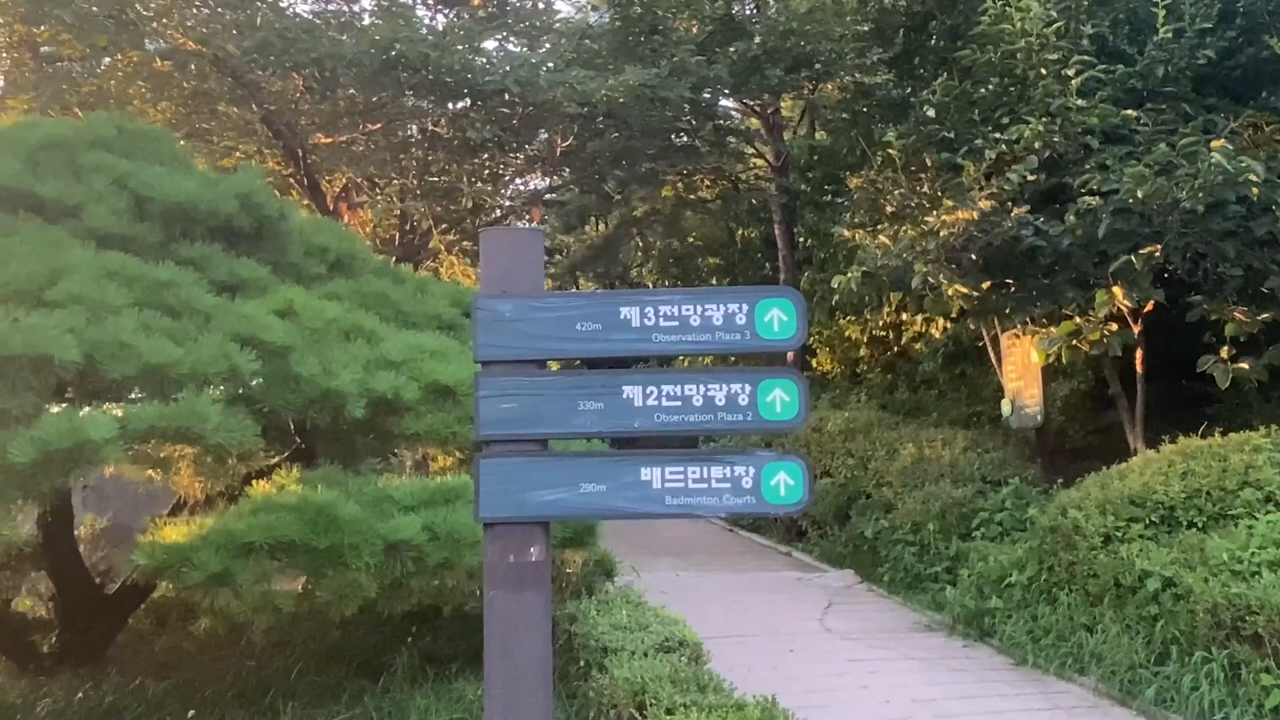 제3전망광장
420m
Observation Plaza 3
제2전망광장
330m
Observation Plaza 2
배드민턴장
290m
Badminton Courts